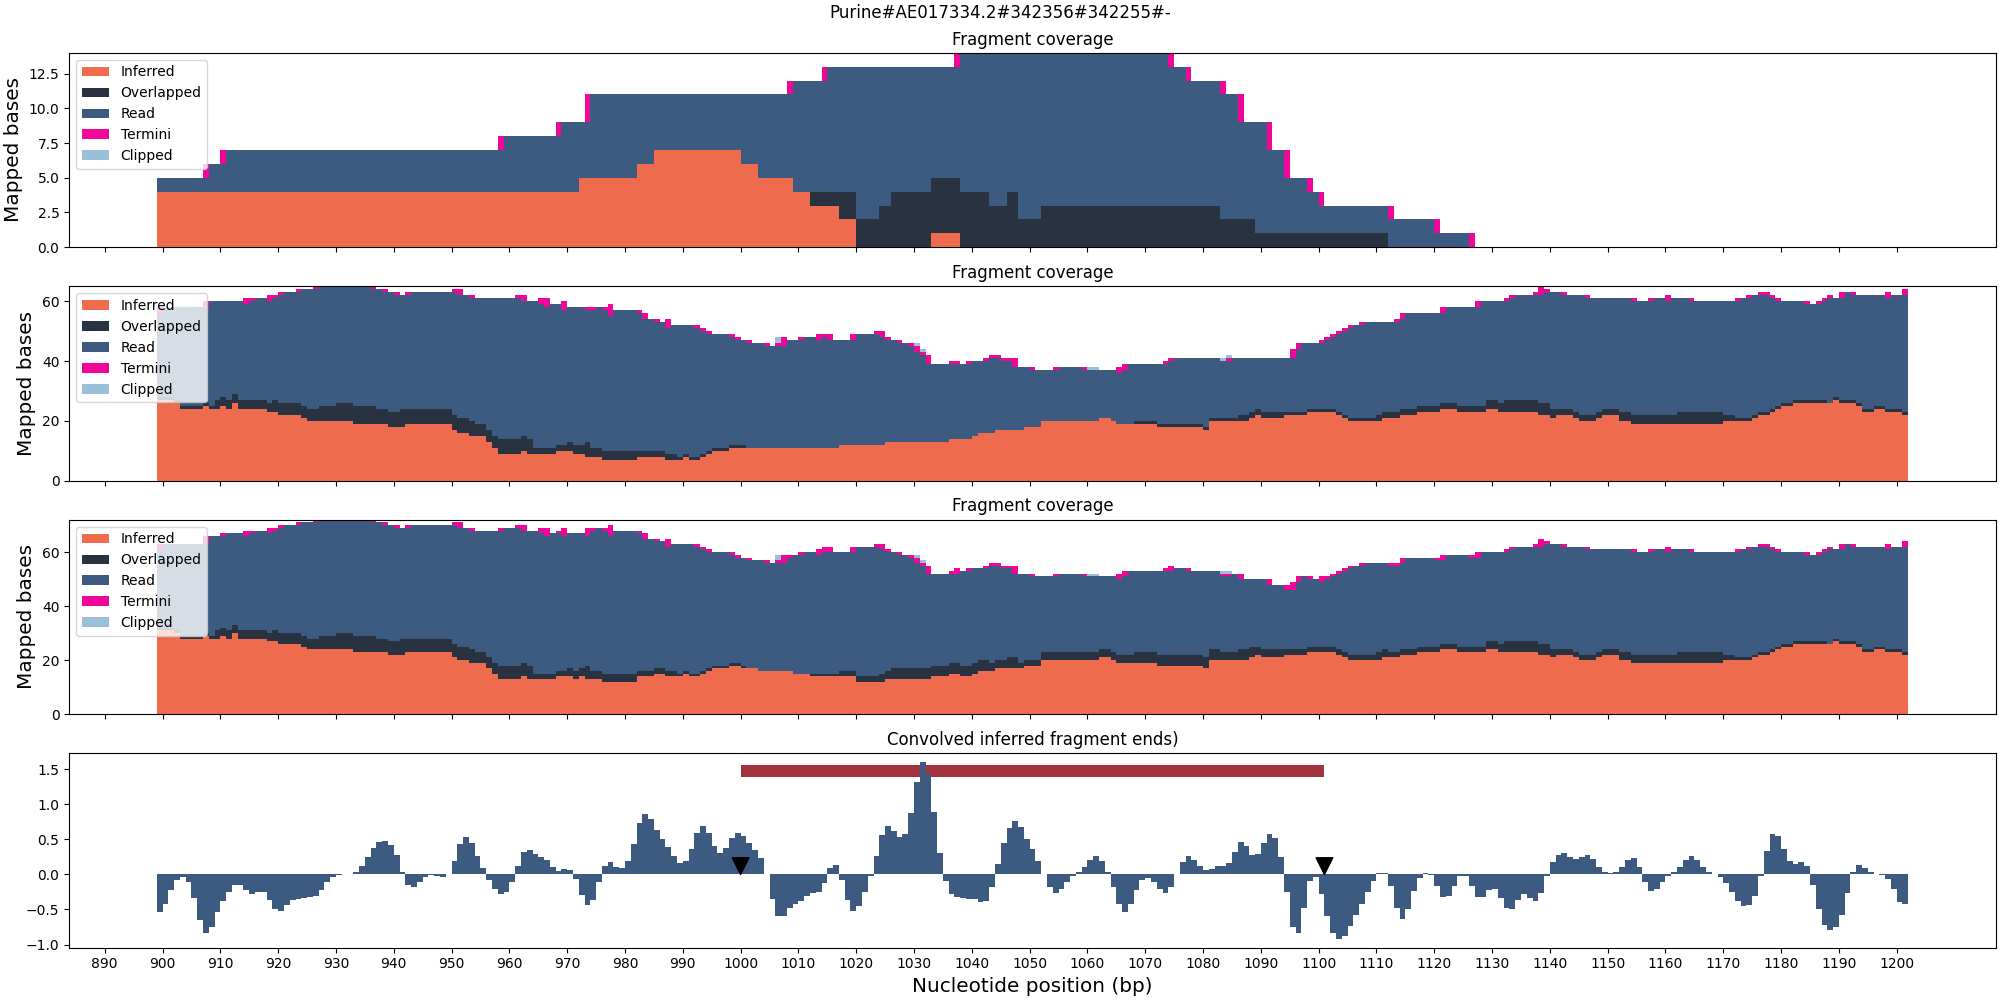 Purine#AE017334.2#342356#342255#-
Fragment coverage
Mapped bases
12.5
10.0
7.5
5.0
2.5
0.0
Inferred
Overlapped
Read
Termini
Clipped
Fragment coverage
Mapped bases
60
40
20
0
Inferred
Overlapped
Read
Termini
Clipped
Fragment coverage
Mapped bases
60
40
20
0
Inferred
Overlapped
Read
Termini
Clipped
Convolved inferred fragment ends)
1.5
1.0
0.5
0.0
−0.5
−1.0
890 900 910 920 930 940 950 960 970 980 990 1000 1010 1020 1030 1040 1050 1060 1070 1080 1090 1100 1110 1120 1130 1140 1150 1160 1170 1180 1190 1200
Nucleotide position (bp)